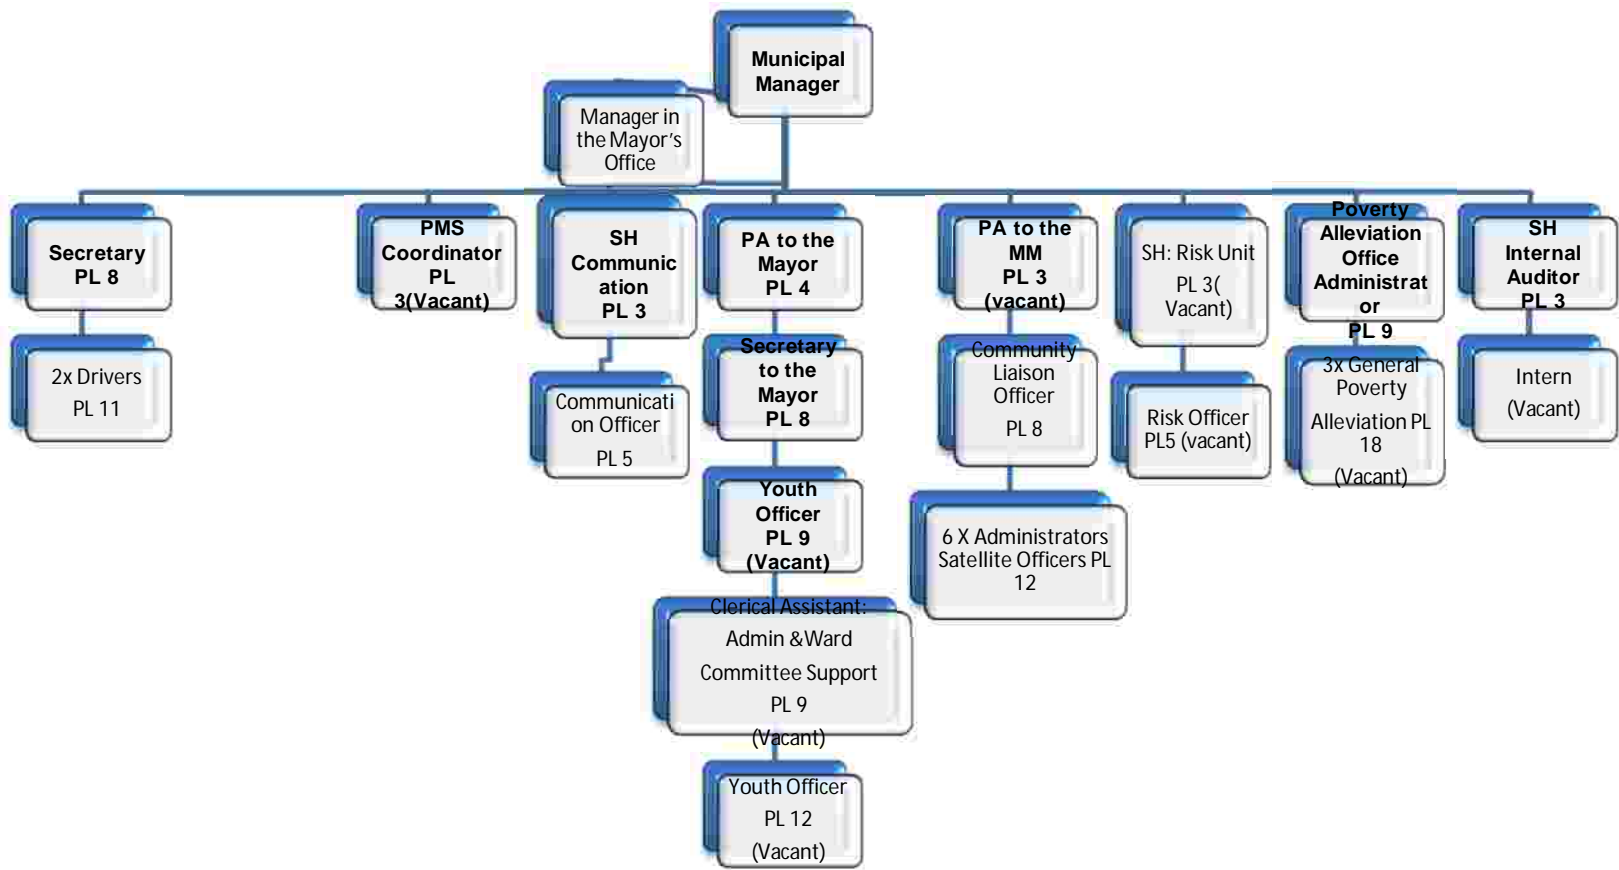 Municipal
Manager
Manager in
the Mayor's
Office
Secretary
PL 8
PMS
Coordinator
PL
3(Vacant)
SH
Communic
ation
PL 3
PA to the
Mayor
PL 4
PA to the
MM
PL 3
(vacant)
SH: Risk Unit
PL 3(
Vacant)
Poverty
Alleviation
Office
Administrat
or
PL 9
SH
Internal
Auditor
PL 3
2x Drivers
PL 11
Communicati
on Officer
PL 5
Secretary
to the
Mayor
PL 8
Community
Liaison
Officer
PL 8
Risk Officer
PL5 (vacant)
3x General
Poverty
Alleviation PL
18
(Vacant)
Intern
(Vacant)
Youth
Officer
PL 9
(Vacant)
6 X Administrators
Satellite Officers PL
12
Clerical Assistant:
Admin &Ward
Committee Support
PL 9
(Vacant)
Youth Officer
PL 12
(Vacant)